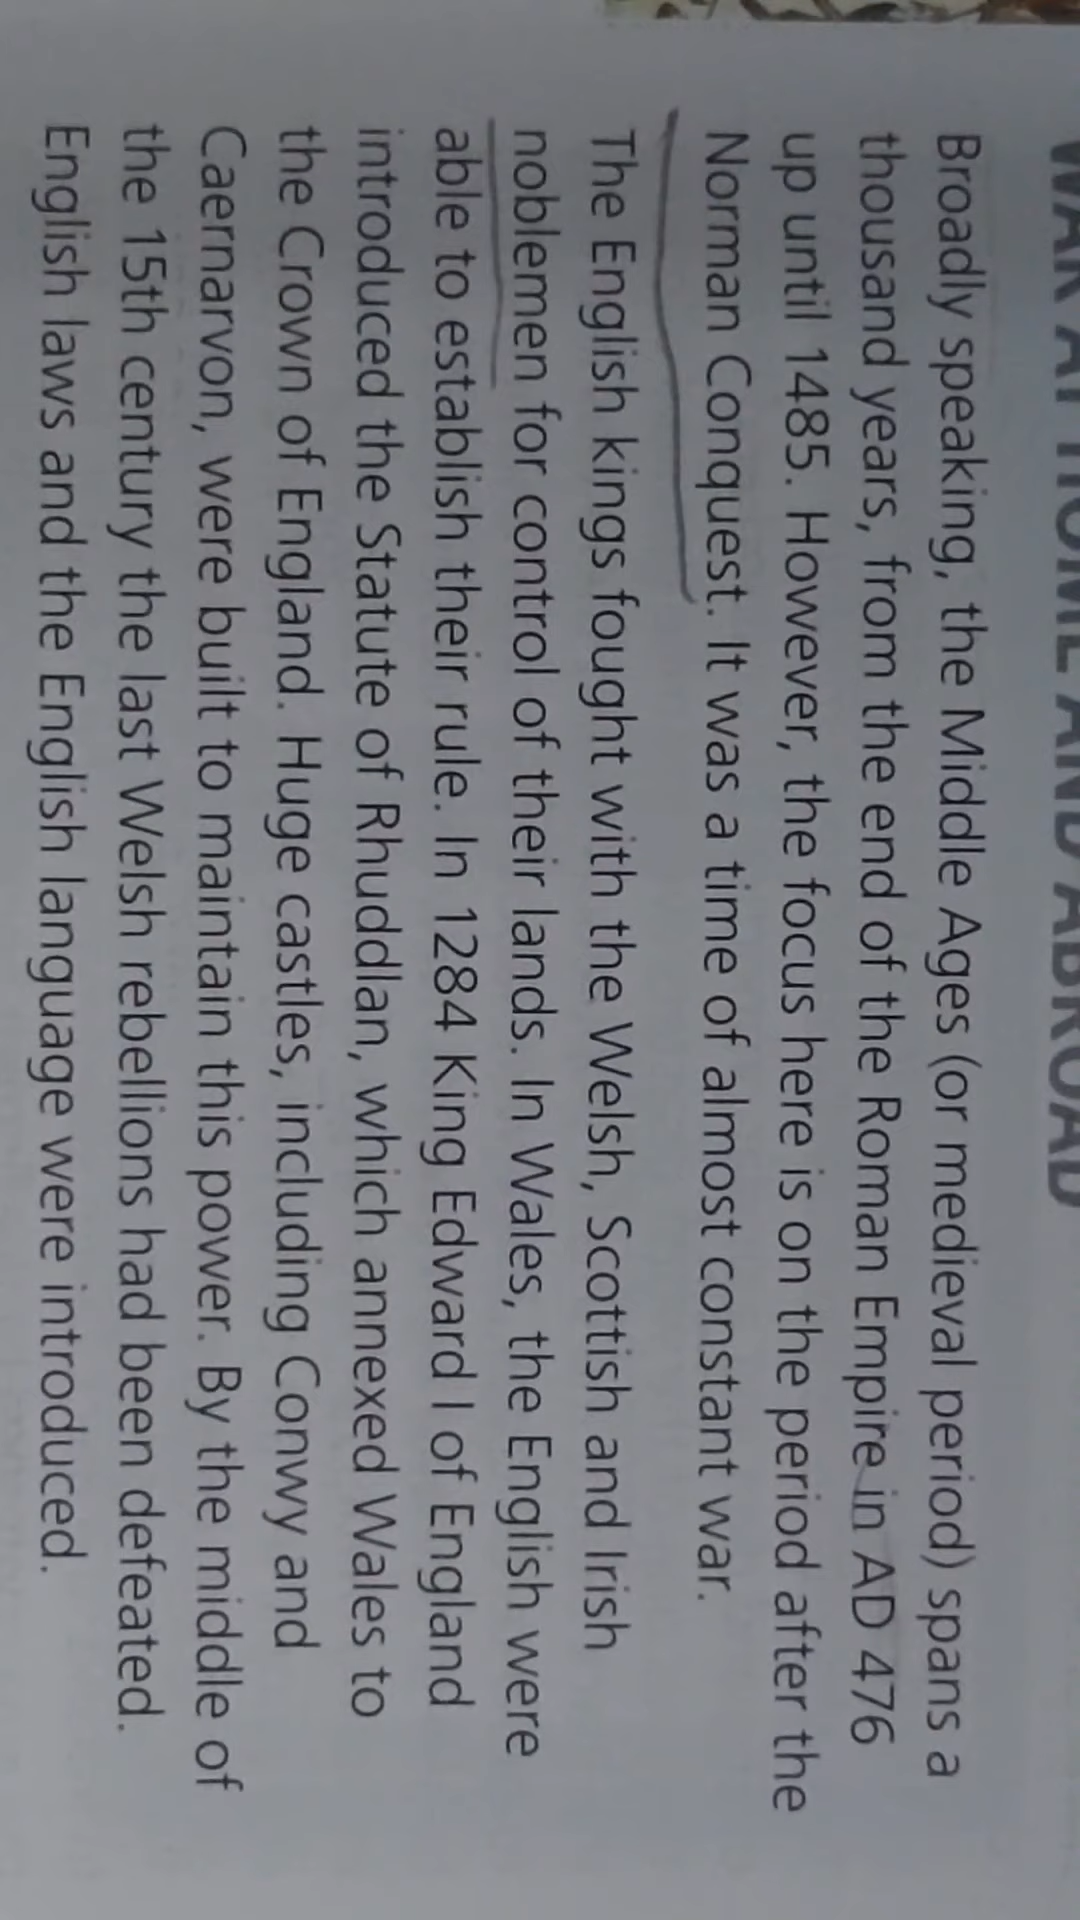 WAR AT HOME AND ABROAD
Broadly speaking, the Middle Ages (or medieval period) spans a
thousand years, from the end of the Roman Empire in AD 476
up until 1485. However, the focus here is on the period after the
Norman Conquest. It was a time of almost constant war.
The English kings fought with the Welsh, Scottish and Irish
noblemen for control of their lands. In Wales, the English were
able to establish their rule. In 1284 King Edward I of England
introduced the Statute of Rhuddlan, which annexed Wales to
the Crown of England. Huge castles, including Conwy and
Caernarvon, were built to maintain this power. By the middle of
the 15th century the last Welsh rebellions had been defeated.
English laws and the English language were introduced.